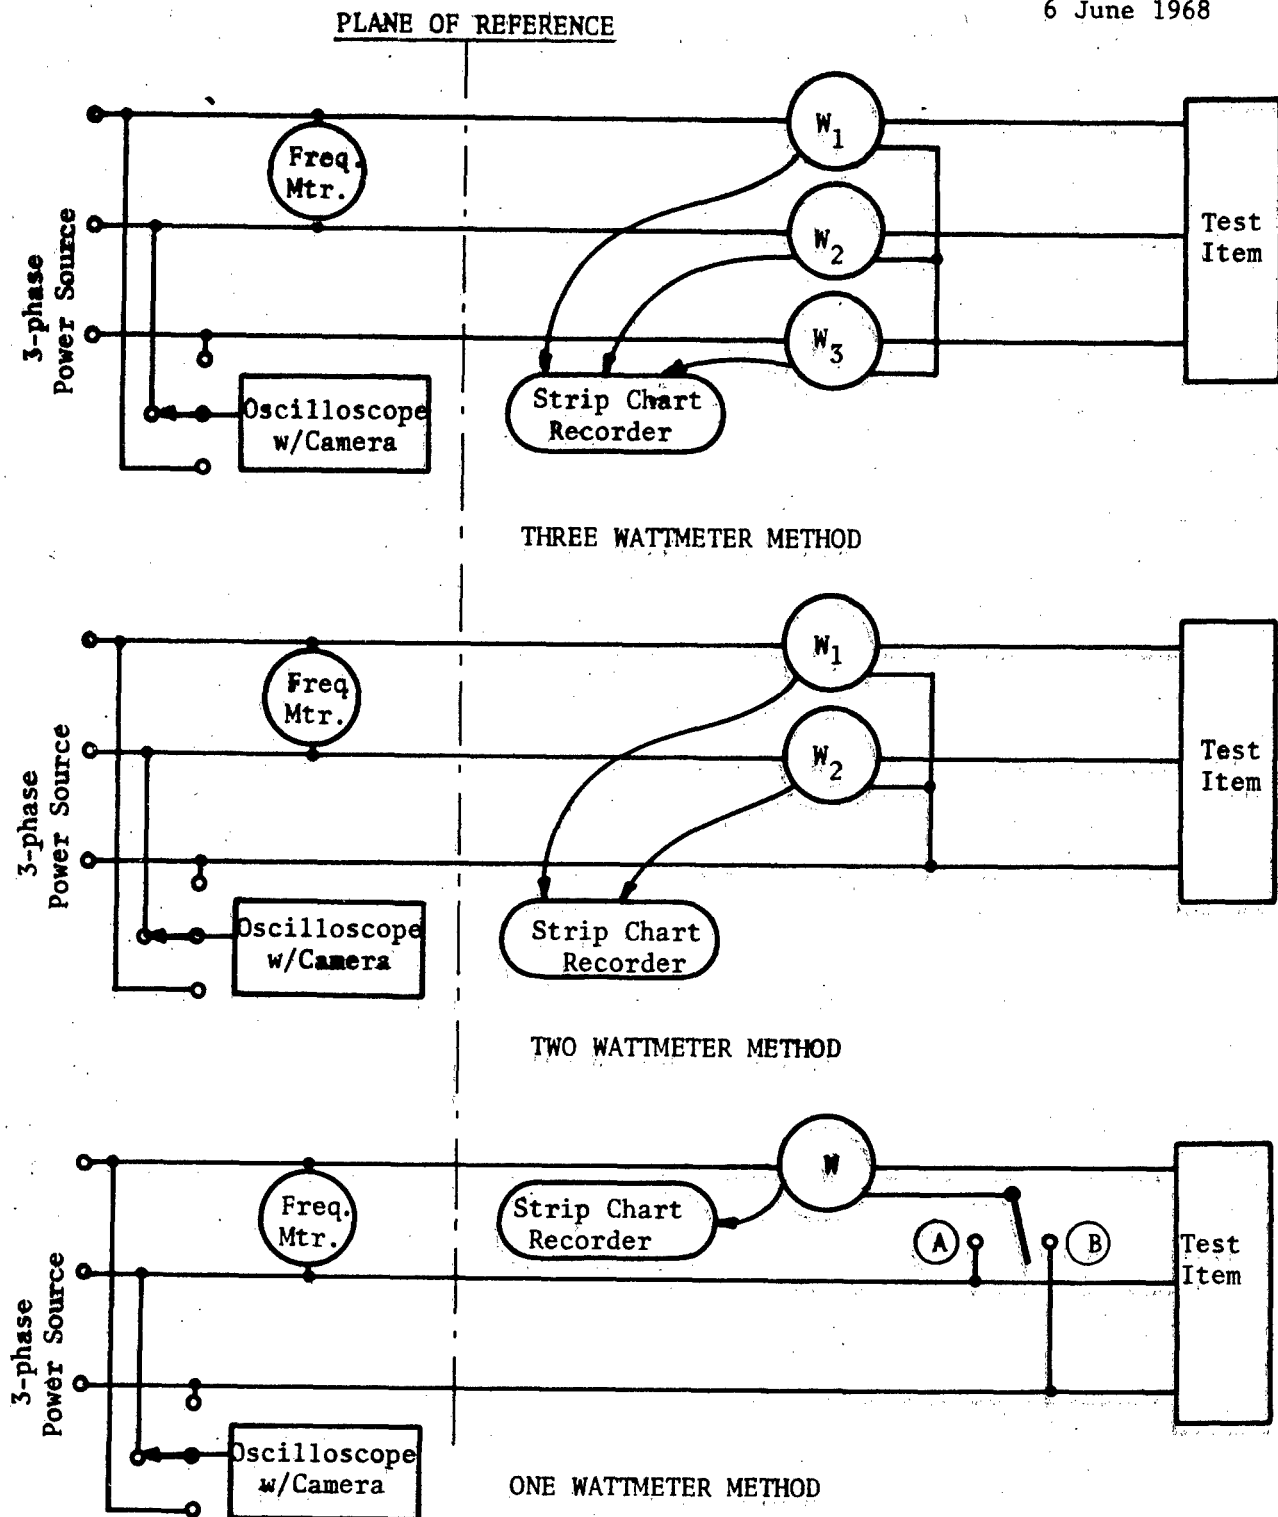 6 June 1968
PLANE OF REFERENCE
3-phase
Power Source
Freq.
Mtr.
W1
W2
W3
Test
Item
Oscilloscope
w/Camera
Strip Chart
Recorder
THREE WATTMETER METHOD
3-phase
Power Source
Freq
Mtr.
W1
W2
Test
Item
Oscilloscope
w/Camera
Strip Chart
Recorder
TWO WATTMETER METHOD
3-phase
Power Source
Freq.
Mtr.
Strip Chart
Recorder
W
A
B
Test
Item
Oscilloscope
w/Camera
ONE WATTMETER METHOD